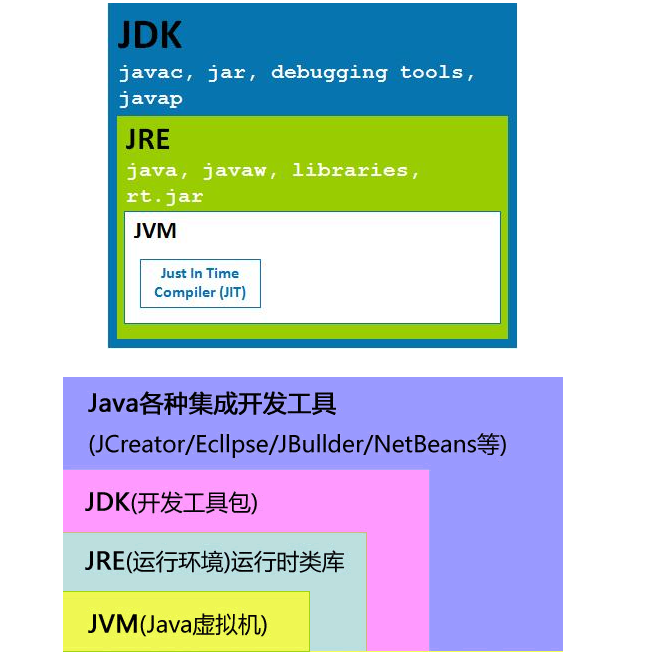 JDK
javac, jar, debugging tools,
javap
JRE
java, javaw, libraries,
rt.jar
JVM
Just In Time
Compiler (JIT)
Java各种集成开发工具
(JCreator/Ecllpse/JBullder/NetBeans等)
JDK(开发工具包)
JRE(运行环境)运行时类库
JVM(Java虚拟机)